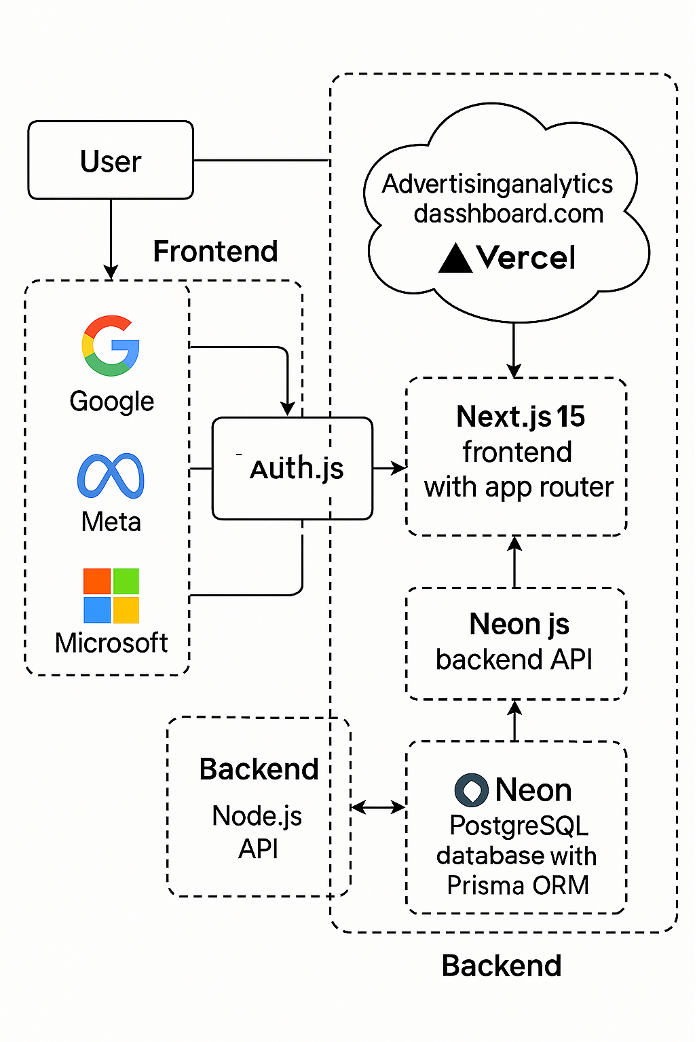 User
Frontend
Google
Meta
Microsoft
Auth.js
Advertisinganalytics
dasshboard.com
Vercel
Next.js 15
frontend
with app router
Neon js
backend API
Backend
Node.js
API
Neon
PostgreSQL
database with
Prisma ORM
Backend